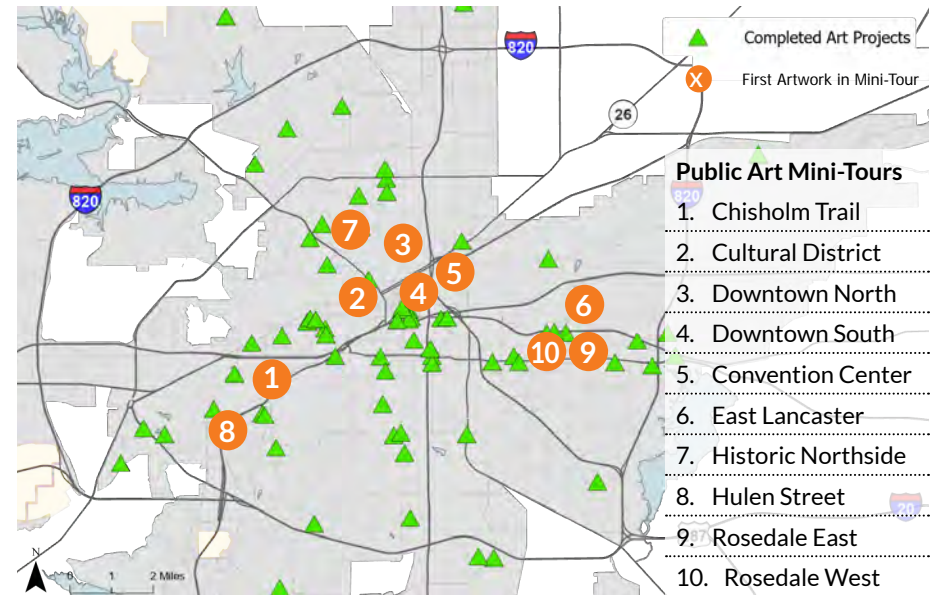 820
Completed Art Projects
X
First Artwork in Mini-Tour
26
820
820
Public Art Mini-Tours
1. Chisholm Trail
2. Cultural District
3. Downtown North
4. Downtown South
5. Convention Center
6. East Lancaster
7. Historic Northside
8. Hulen Street
9. Rosedale East
10. Rosedale West
7
3
5
4
2
6
10
9
1
8
20
N
0 1 2 Miles